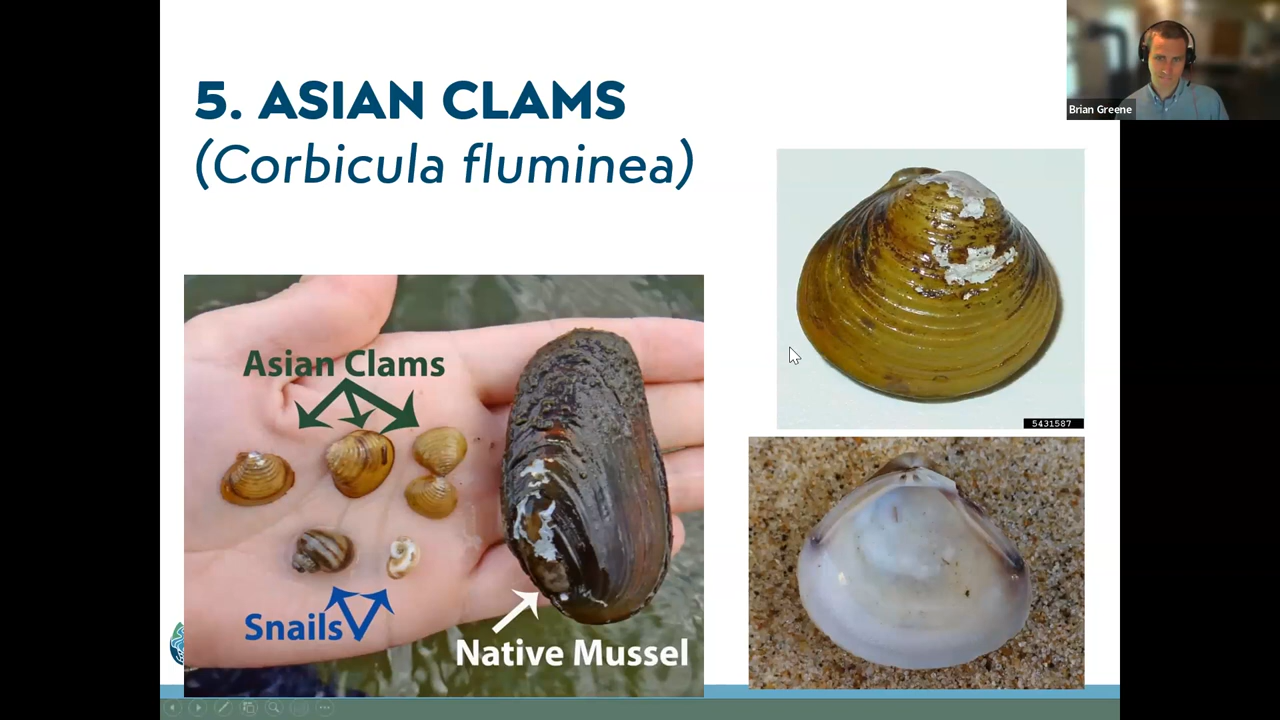 5. ASIAN CLAMS
(Corbicula fluminea)
Brian Greene
5431587
Asian Clams
Snails
Native Mussel